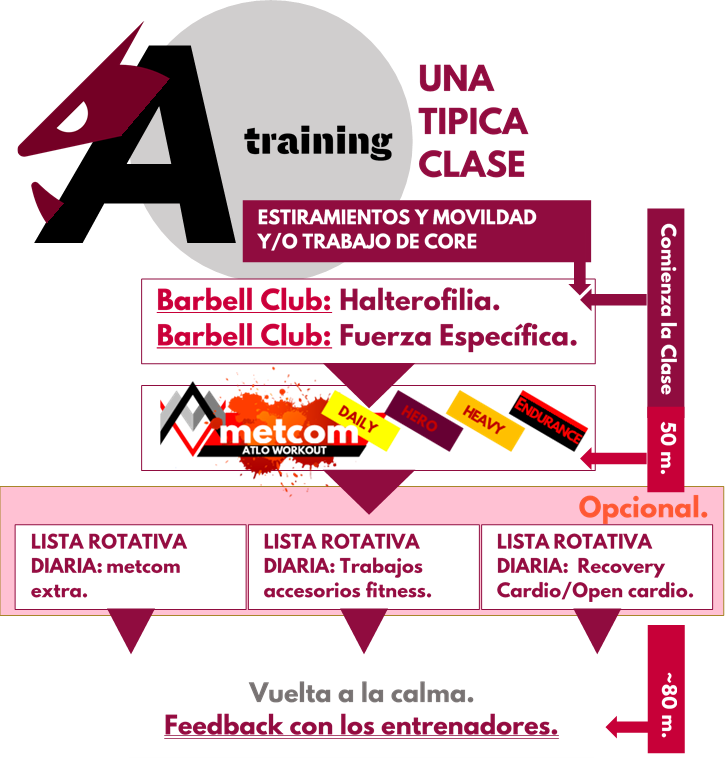 A
training
UNA
TIPICA
CLASE
ESTIRAMIENTOS Y MOVILDAD
Y/O TRABAJO DE CORE
Comienza la Clase
Barbell Club: Halterofilia.
Barbell Club: Fuerza Específica.
metcom
ATLO WORKOUT
DAILY
HERO
HEAVY
ENDURANCE
50 m.
Opcional.
LISTA ROTATIVA
DIARIA: metcom
extra.
LISTA ROTATIVA
DIARIA: Trabajos
accesorios fitness.
LISTA ROTATIVA
DIARIA: Recovery
Cardio/Open cardio.
Vuelta a la calma.
Feedback con los entrenadores.
~80 m.